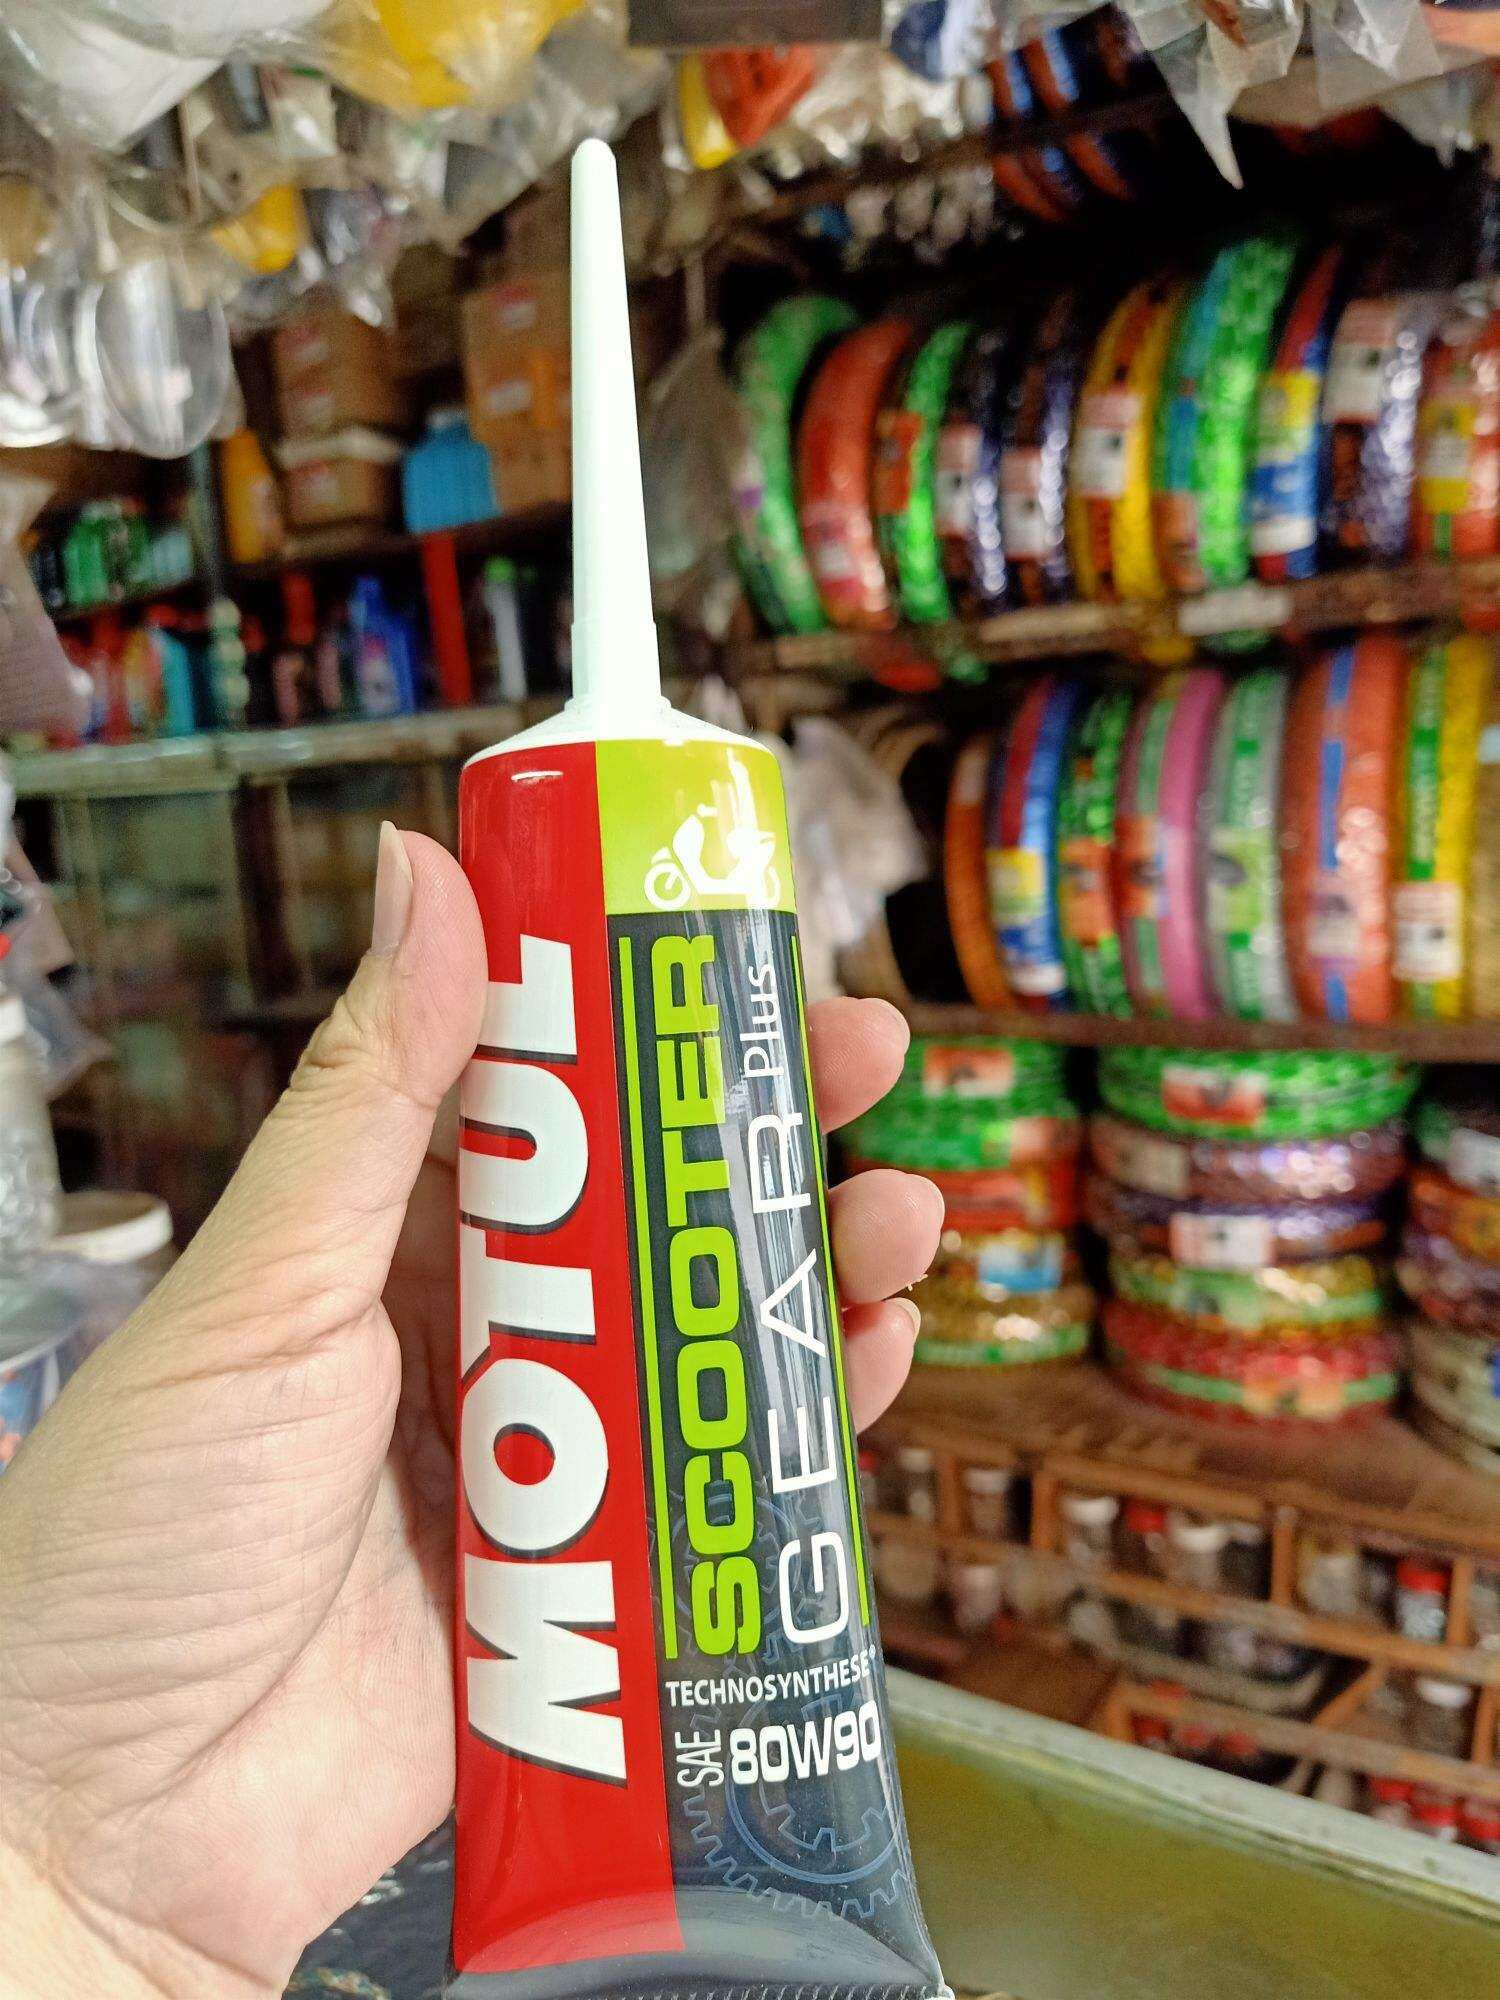 MOTUL
SCOOTER
GEAR Plus
TECHNOSYNTHESE®
SAE 80W90